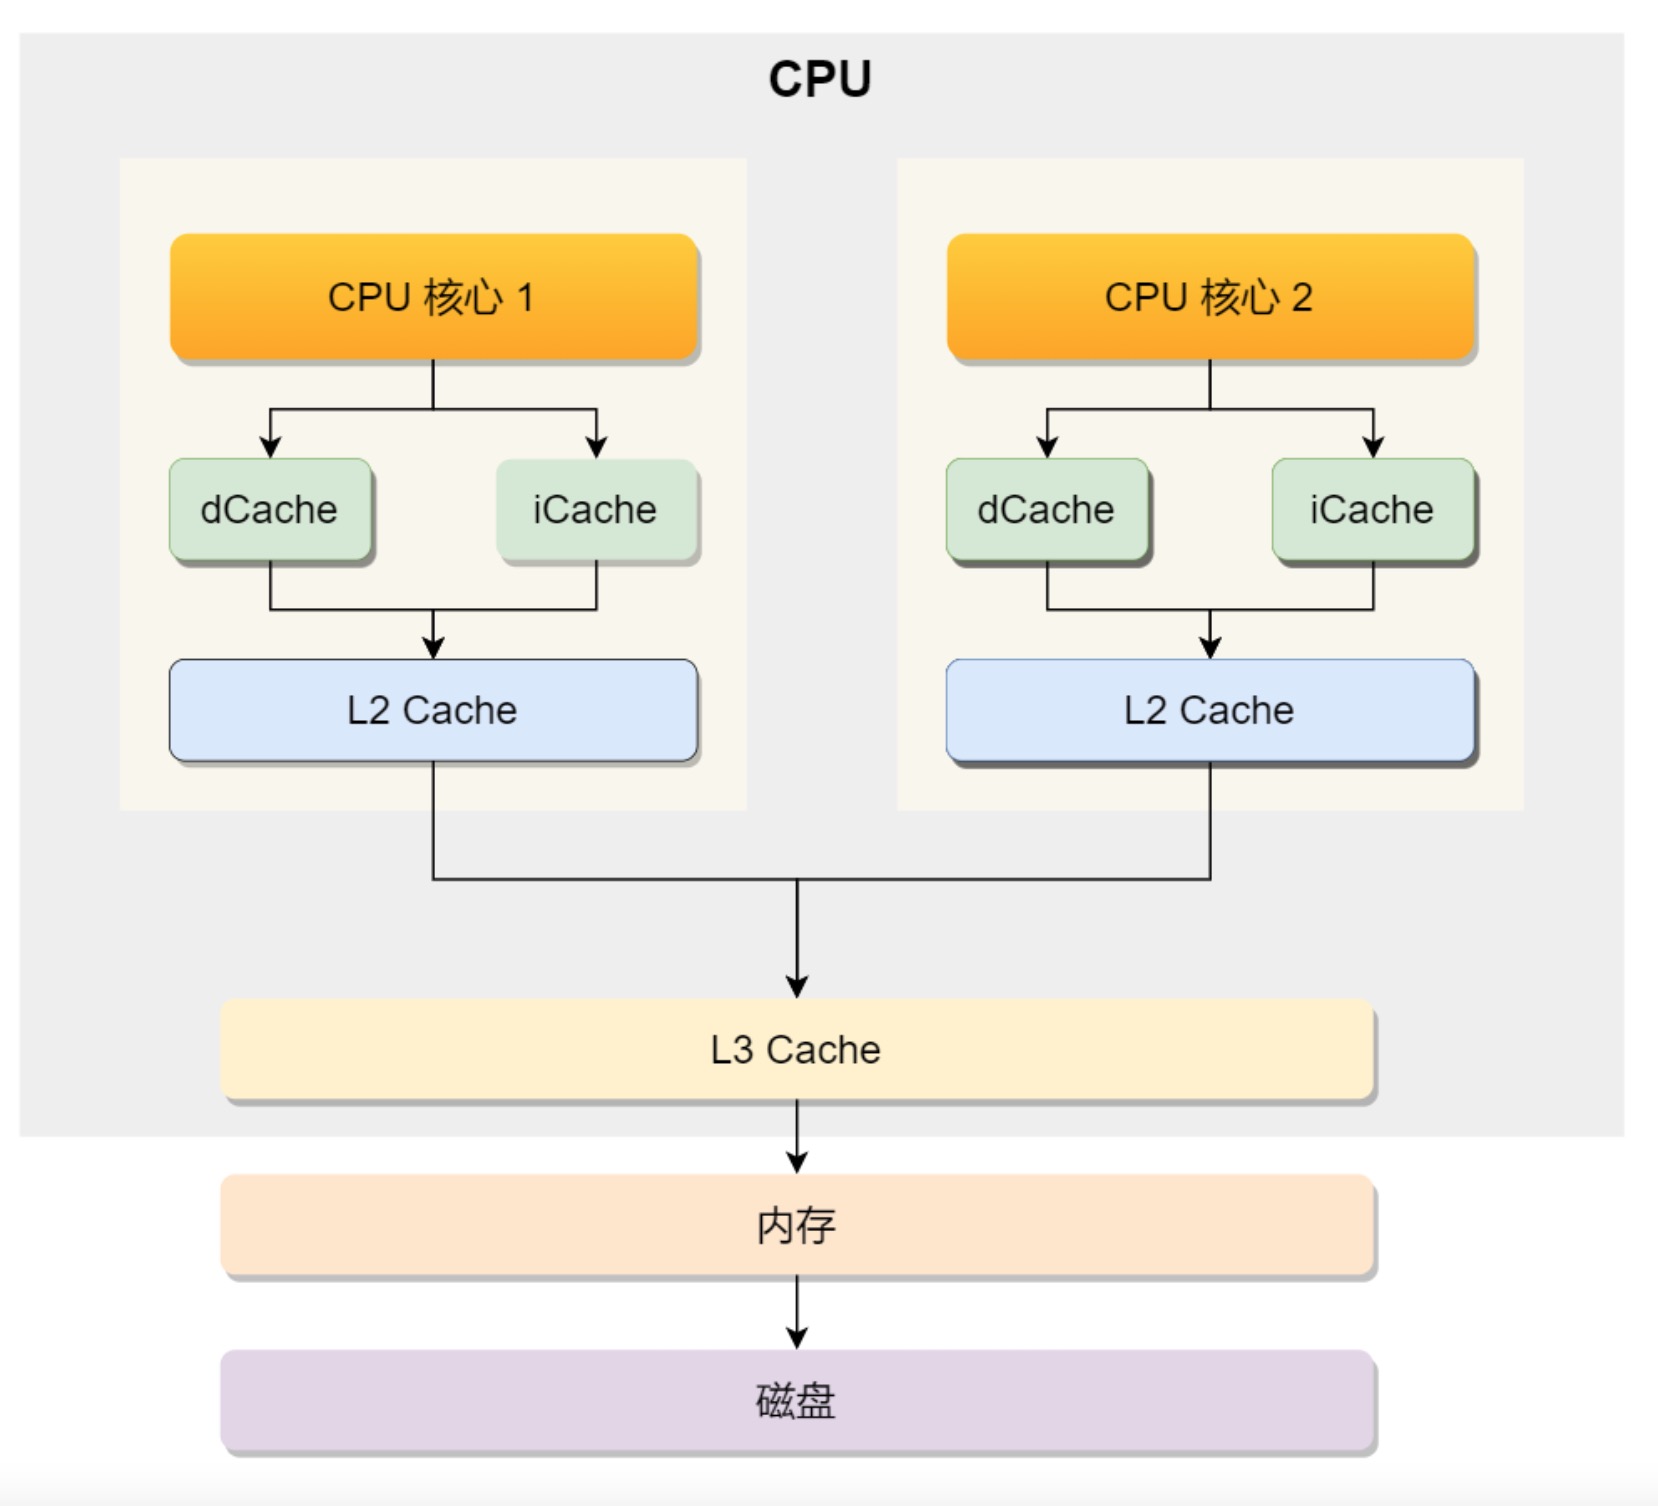 CPU
CPU 核心 1
CPU 核心 2
dCache
iCache
dCache
iCache
L2 Cache
L2 Cache
L3 Cache
内存
磁盘